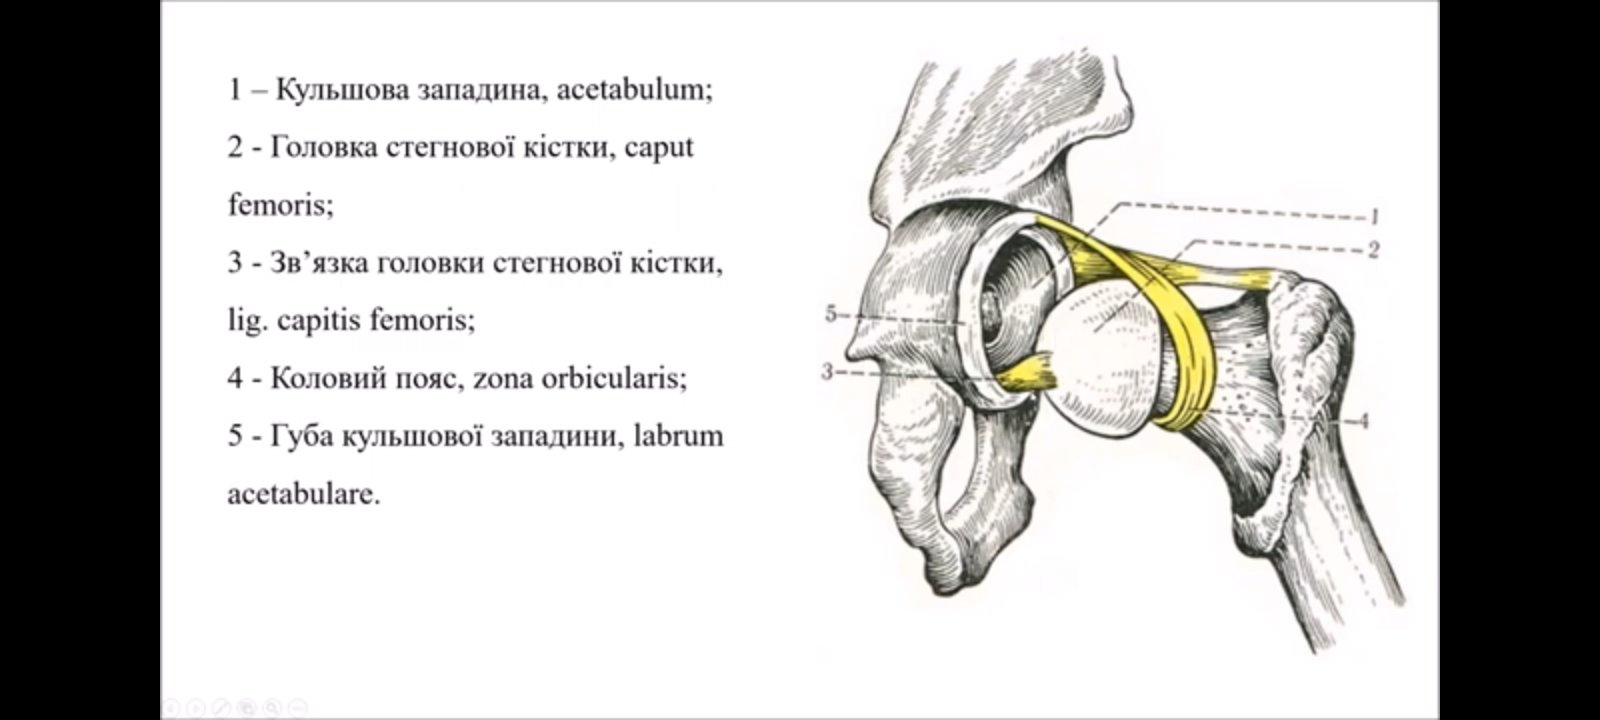 1 – Кульшова западина, acetabulum;
2 - Головка стегнової кістки, caput
femoris;
3 - Зв’язка головки стегнової кістки,
lig. capitis femoris;
4 - Коловий пояс, zona orbicularis;
5 - Губа кульшової западини, labrum
acetabulare.
1
2
5
3
4